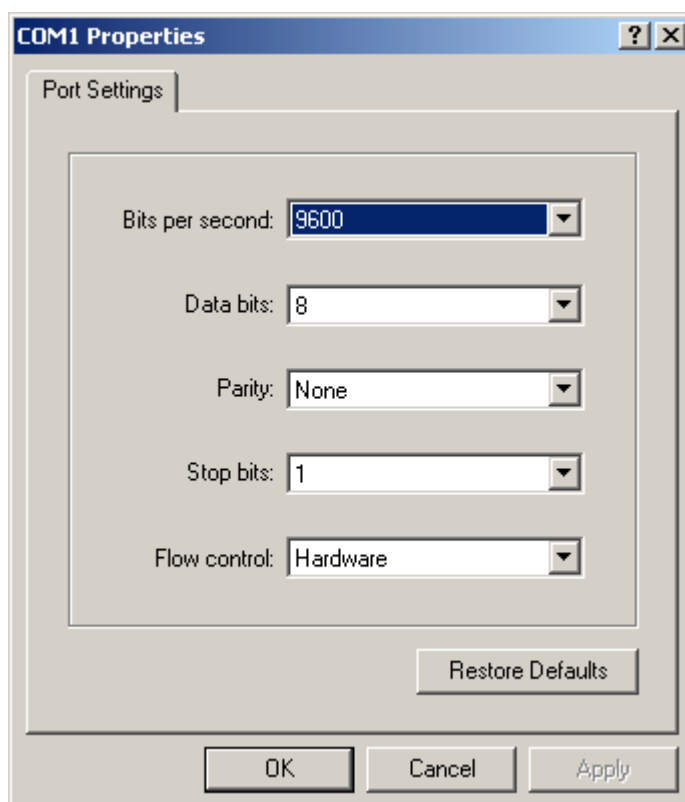 COM1 Properties
Port Settings
Bits per second: 9600
Data bits: 8
Parity: None
Stop bits: 1
Flow control: Hardware
Restore Defaults
OK Cancel Apply